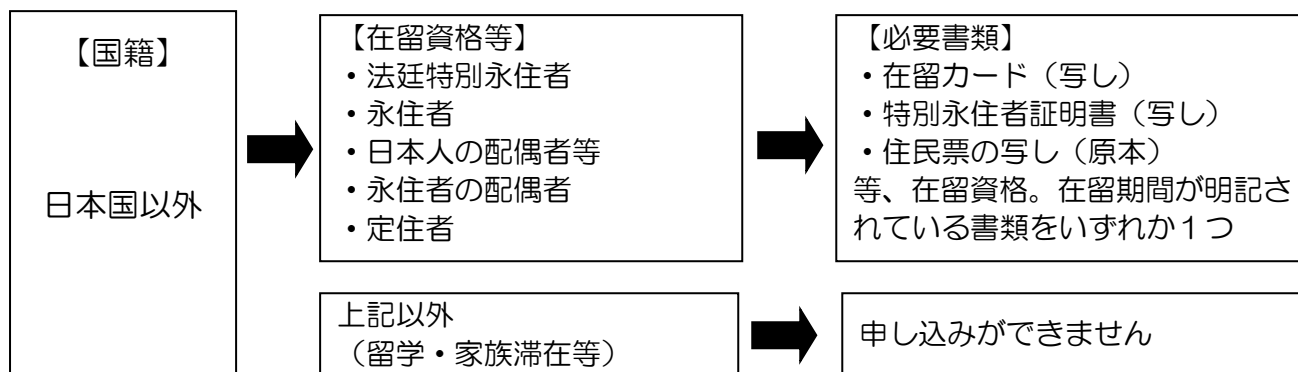 【国籍】
日本国以外
【在留資格等】
・法廷特別永住者
・永住者
・日本人の配偶者等
・永住者の配偶者
・定住者
【必要書類】
・在留カード（写し）
・特別永住者証明書（写し）
・住民票の写し（原本）
等、在留資格。在留期間が明記さ
れている書類をいずれか１つ
上記以外
（留学・家族滞在等）
申し込みができません